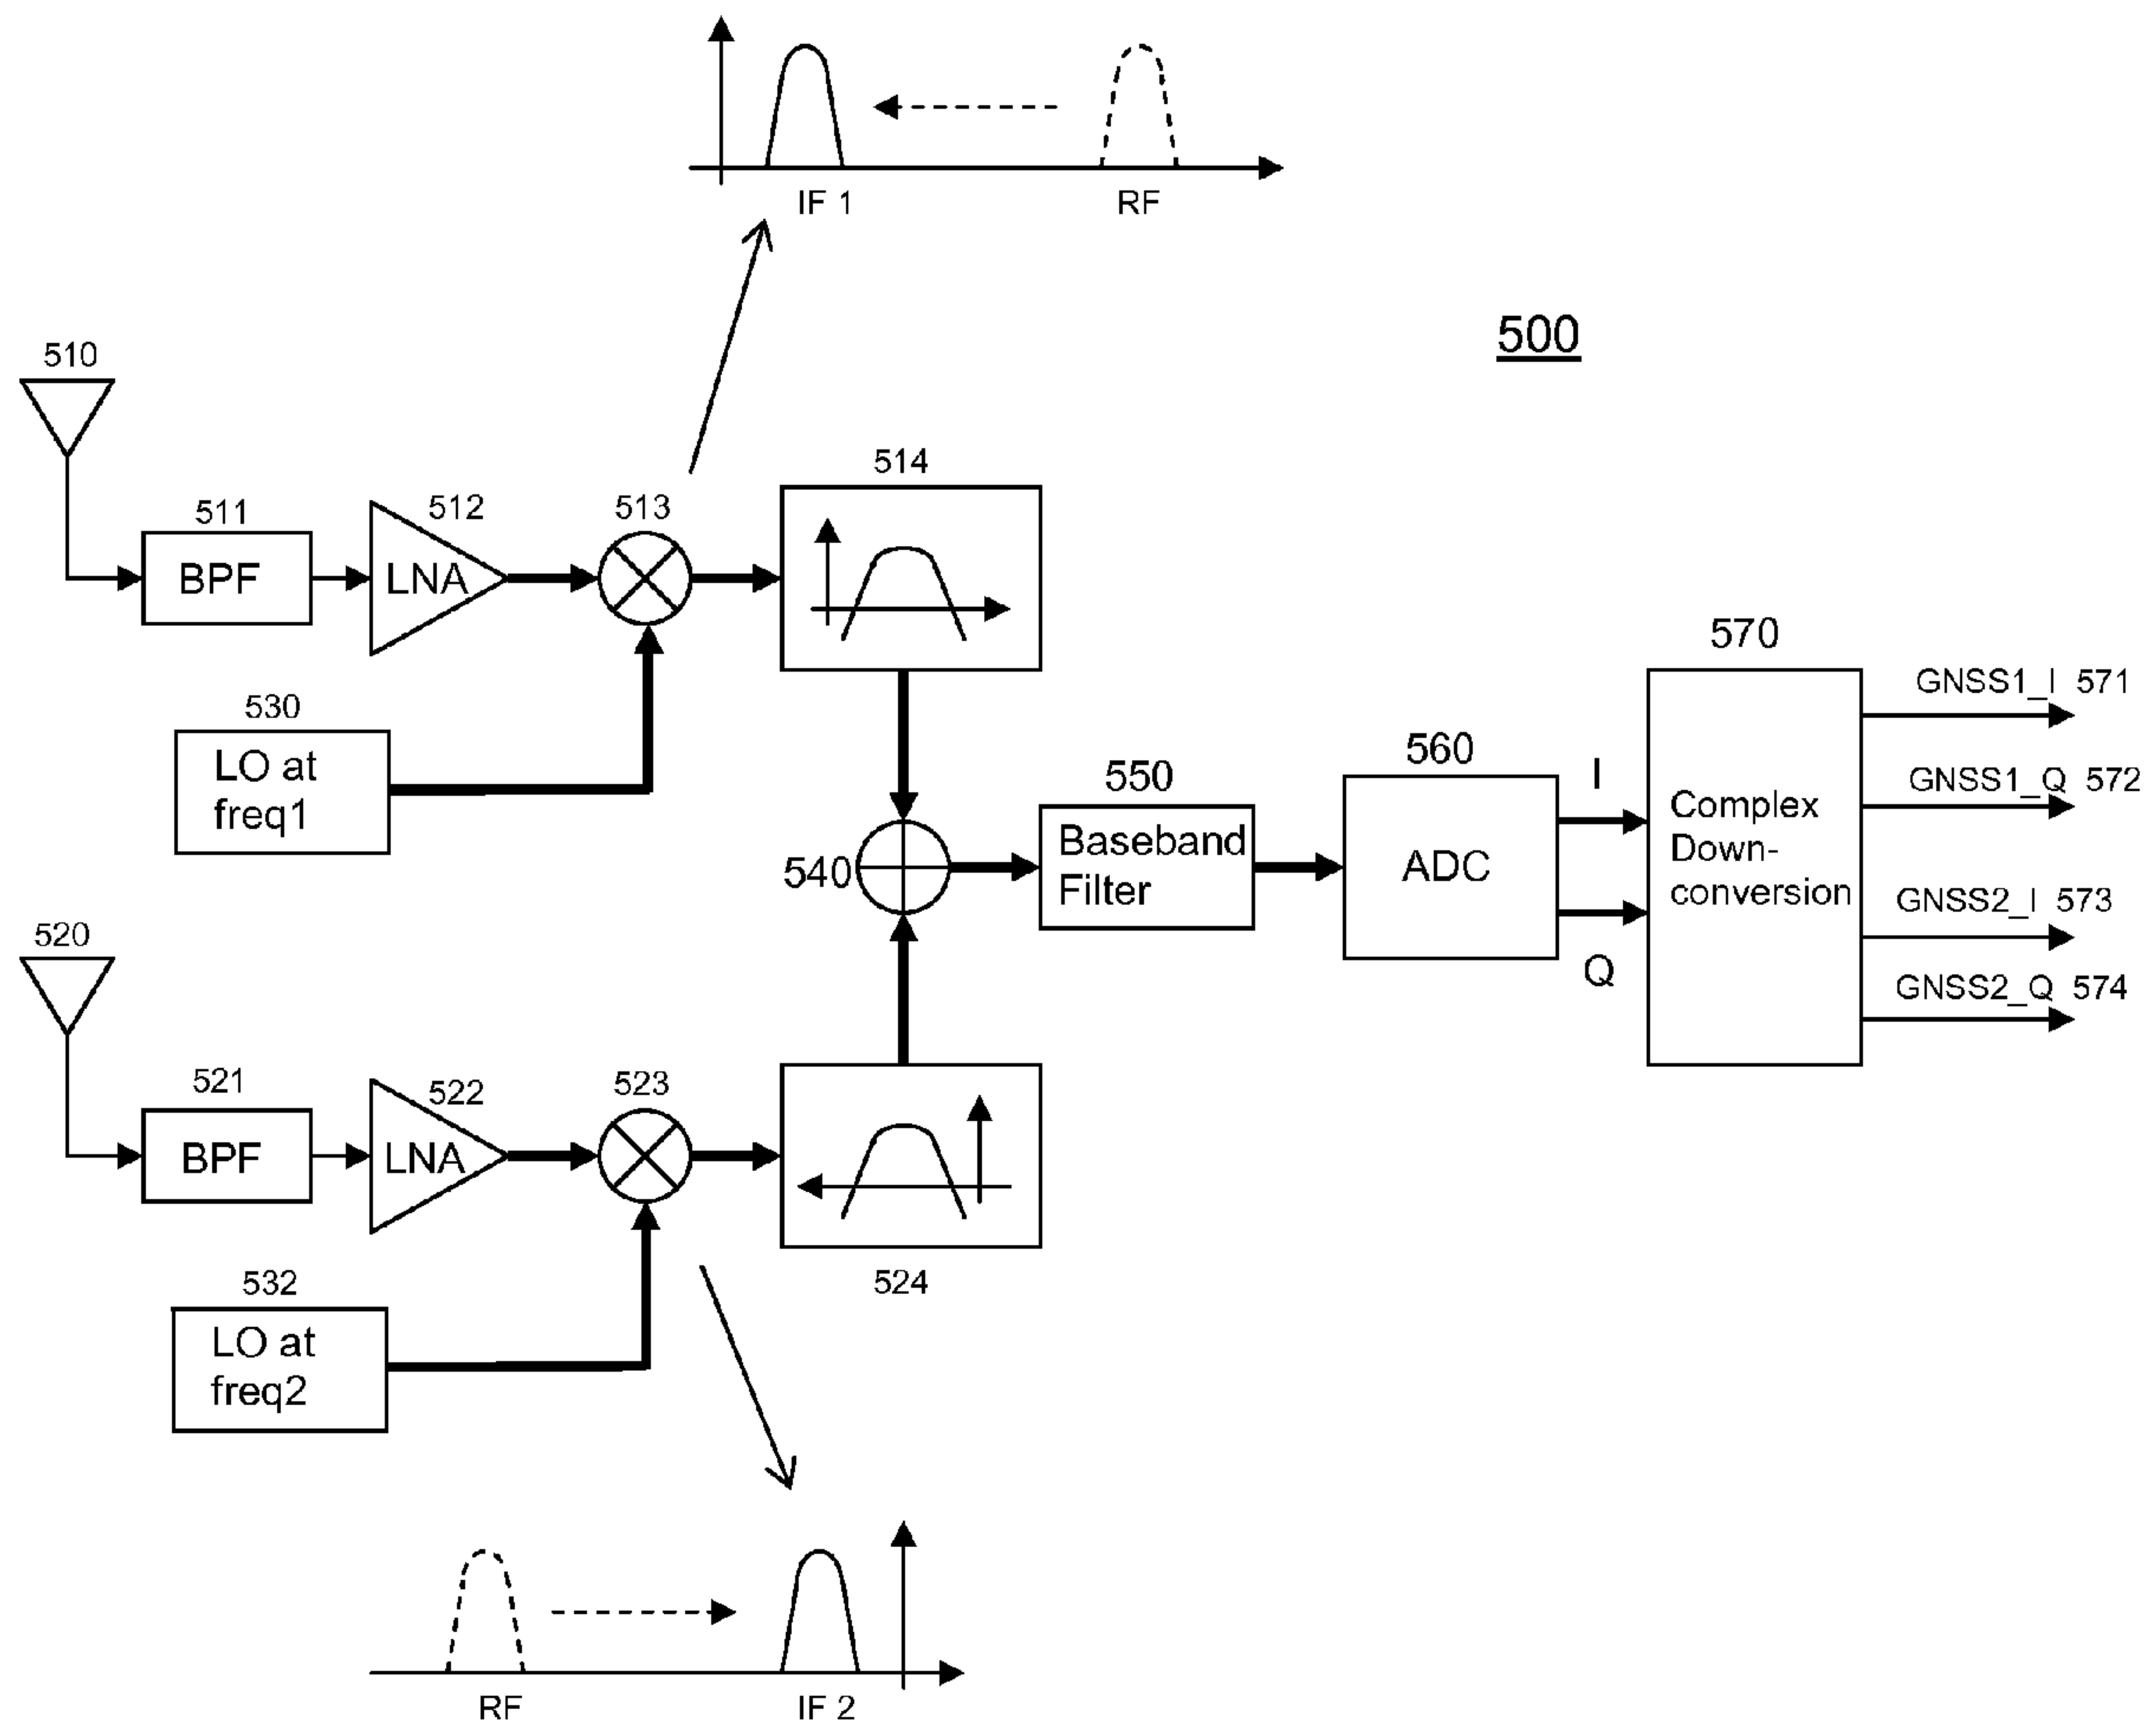 IF 1
RF
500
510
511
BPF
512
LNA
513
514
530
LO at
freq1
540
550
Baseband
Filter
560
ADC
I
Q
570
Complex
Down-
conversion
GNSS1_I 571
GNSS1_Q 572
GNSS2_I 573
GNSS2_Q 574
520
521
BPF
522
LNA
523
524
532
LO at
freq2
RF
IF 2